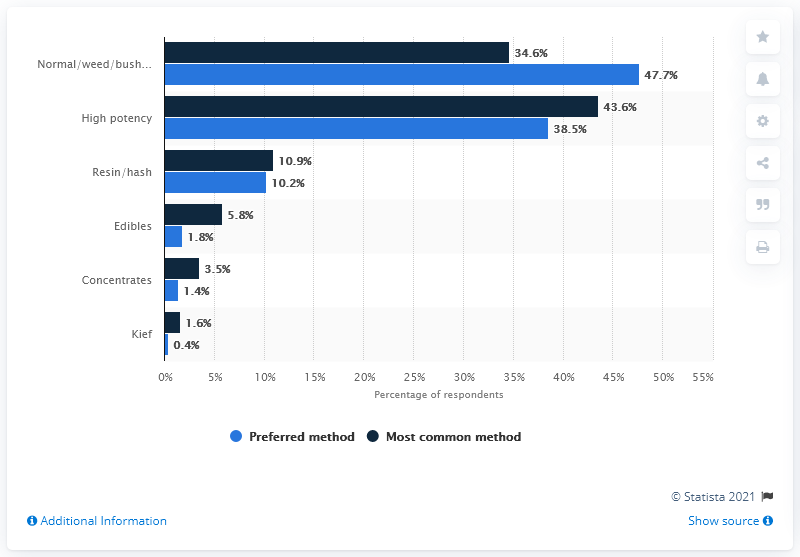 Normal/weed/bush...
34.6%
47.7%
High potency
43.6%
38.5%
Resin/hash
10.9%
10.2%
Edibles
5.8%
1.8%
Concentrates
3.5%
1.4%
Kief
1.6%
0.4%
0% 5% 10% 15% 20% 25% 30% 35% 40% 45% 50% 55%
Percentage of respondents
Preferred method Most common method
© Statista 2021
Additional Information Show source